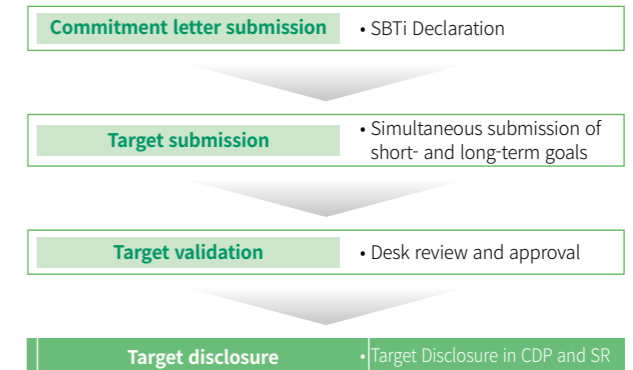 Commitment letter submission • SBTi Declaration
Target submission • Simultaneous submission of
short- and long-term goals
Target validation • Desk review and approval
Target disclosure • Target Disclosure in CDP and SR